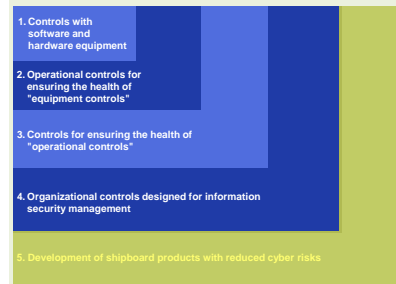 1. Controls with
software and
hardware equipment
2. Operational controls for
ensuring the health of
"equipment controls"
3. Controls for ensuring the health of
"operational controls"
4. Organizational controls designed for information
security management
5. Development of shipboard products with reduced cyber risks